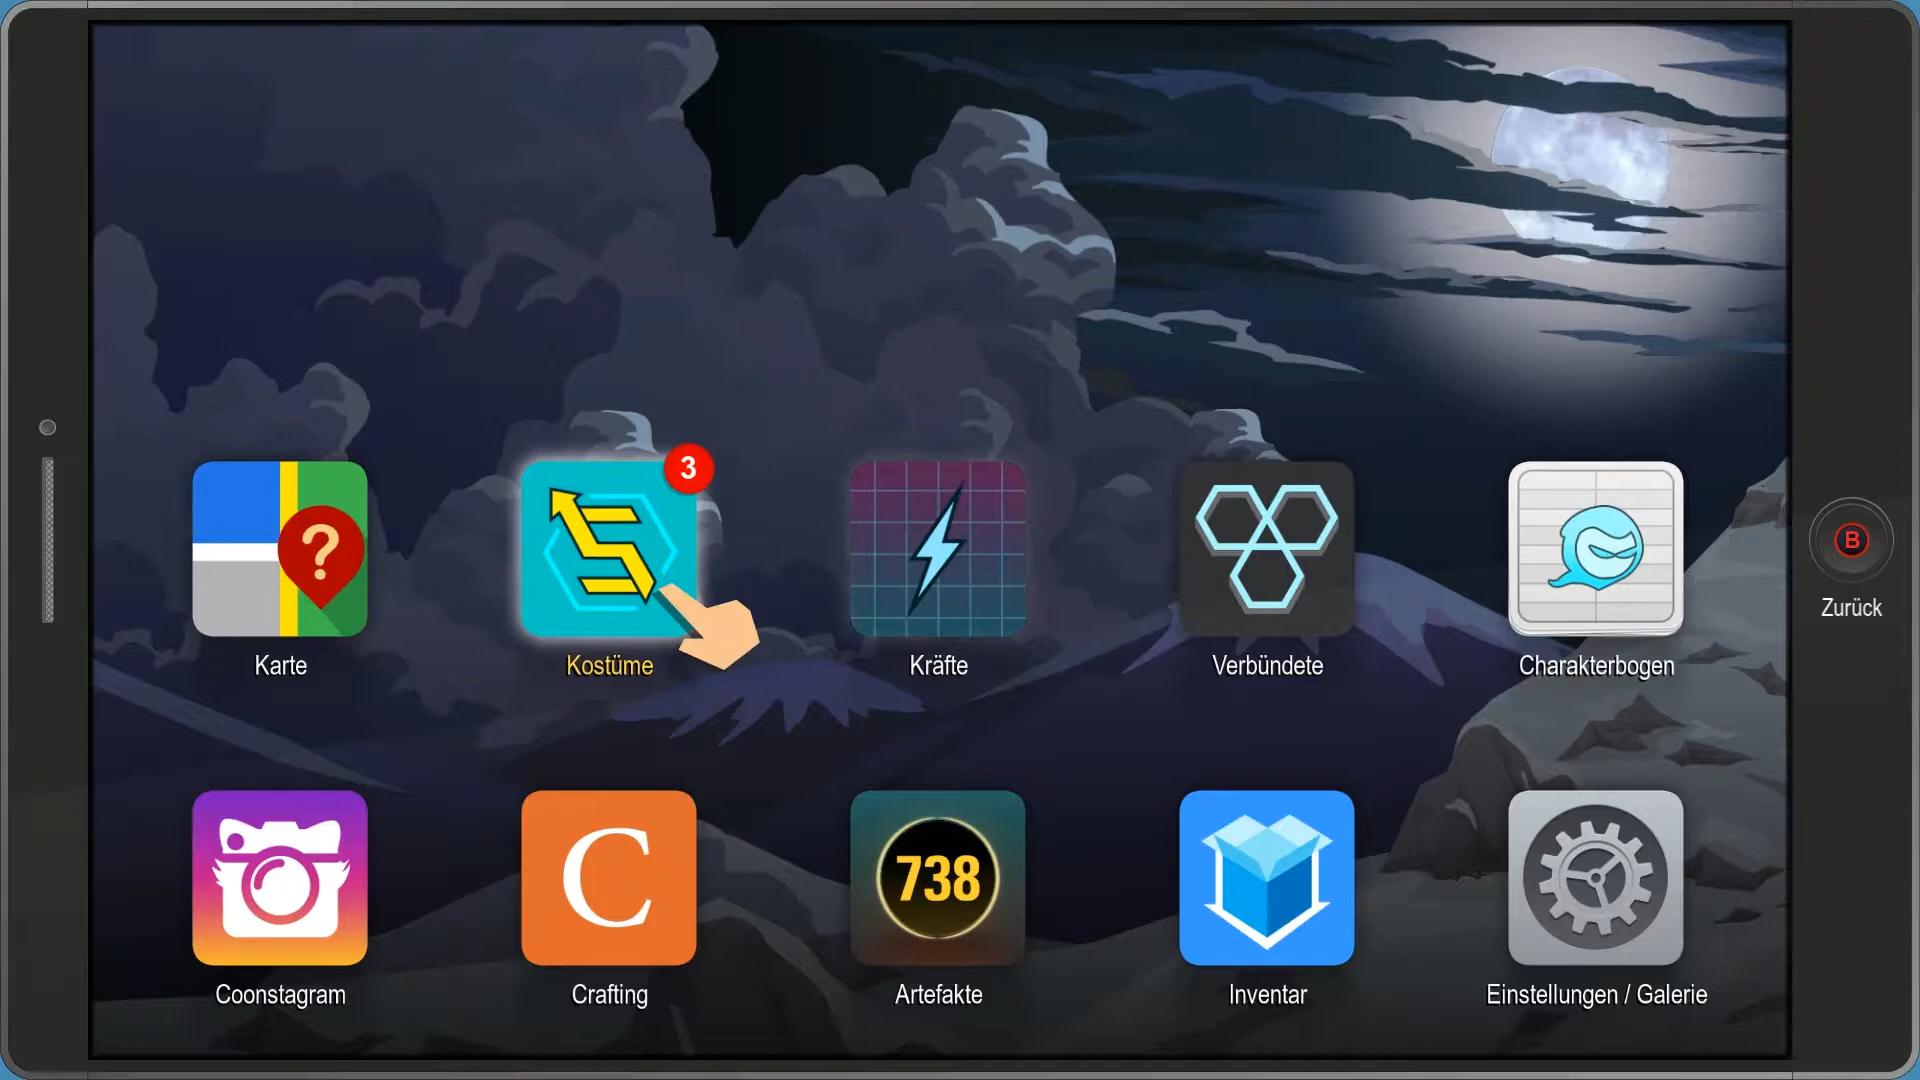 3
?
Karte
Kostüme
Kräfte
Verbündete
Charakterbogen
B
Zurück
C
738
Coonstagram
Crafting
Artefakte
Inventar
Einstellungen / Galerie